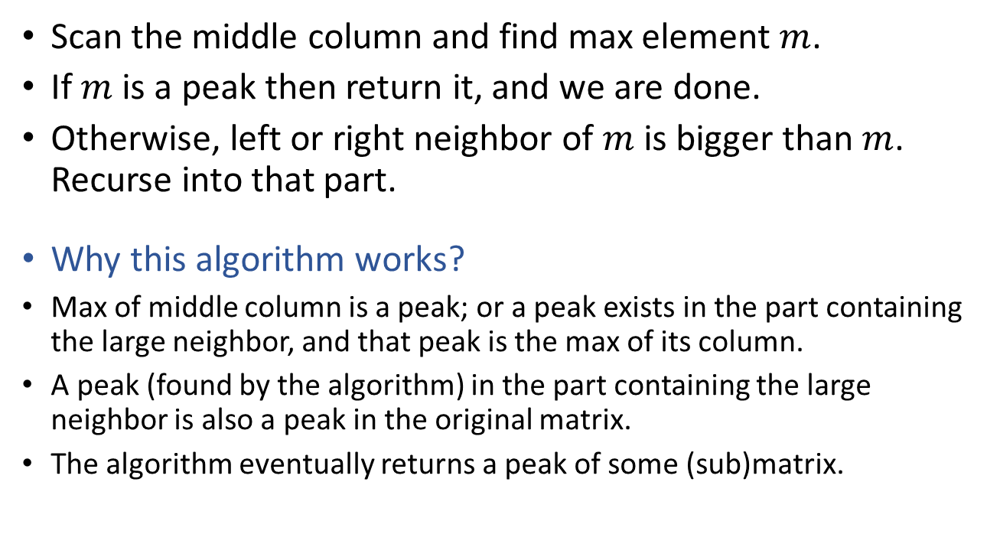 • Scan the middle column and find max element m.
• If m is a peak then return it, and we are done.
• Otherwise, left or right neighbor of m is bigger than m.
Recurse into that part.
• Why this algorithm works?
• Max of middle column is a peak; or a peak exists in the part containing
the large neighbor, and that peak is the max of its column.
• A peak (found by the algorithm) in the part containing the large
neighbor is also a peak in the original matrix.
• The algorithm eventually returns a peak of some (sub)matrix.